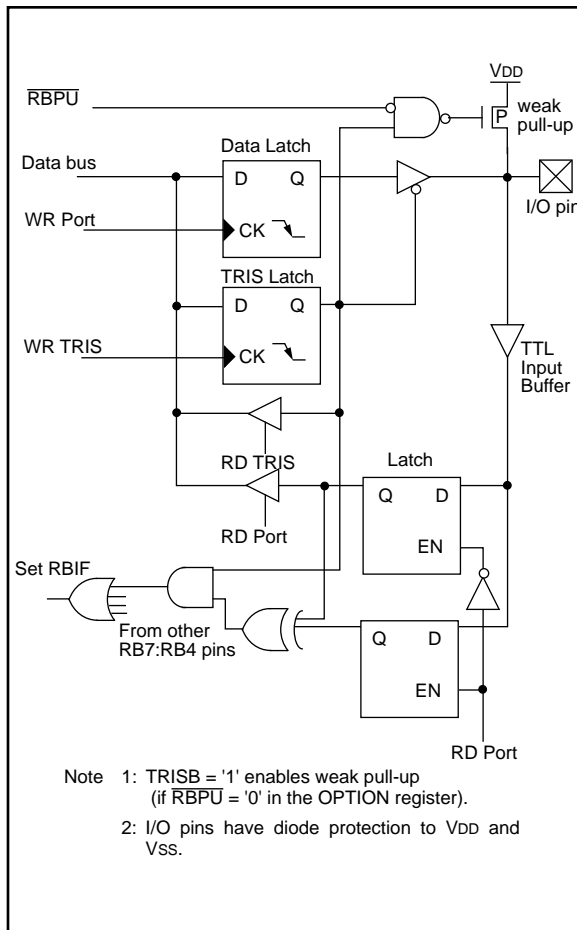 VDD
RBPU
weak
pull-up
P
Data Latch
Data bus
D Q
I/O pin
WR Port
CK
TRIS Latch
D Q
WR TRIS
CK
TTL
Input
Buffer
RD TRIS
Latch
Q D
RD Port
EN
Set RBIF
From other
RB7:RB4 pins
Q D
EN
RD Port
Note 1: TRISB = '1' enables weak pull-up
(if RBPU = '0' in the OPTION register).
2: I/O pins have diode protection to VDD and
VSS.